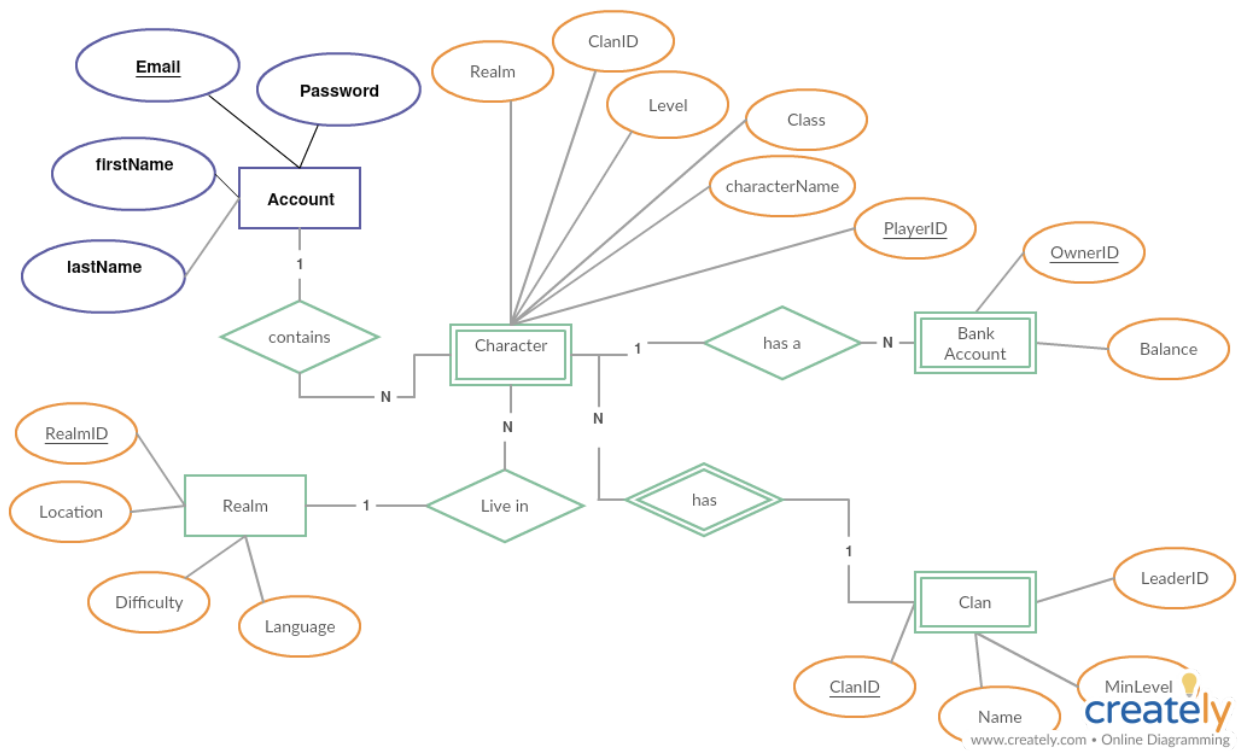 ClanID
Email
Realm
Password
Level
Class
firstName
characterName
Account
PlayerID
OwnerID
lastName
1
contains
Character
1
has a
N
Bank
Account
Balance
N
N
N
RealmID
Location
Realm
1
Live in
has
1
LeaderID
Difficulty
Clan
Language
ClanID
MinLevel
Name
creately
www.creately.com • Online Diagramming